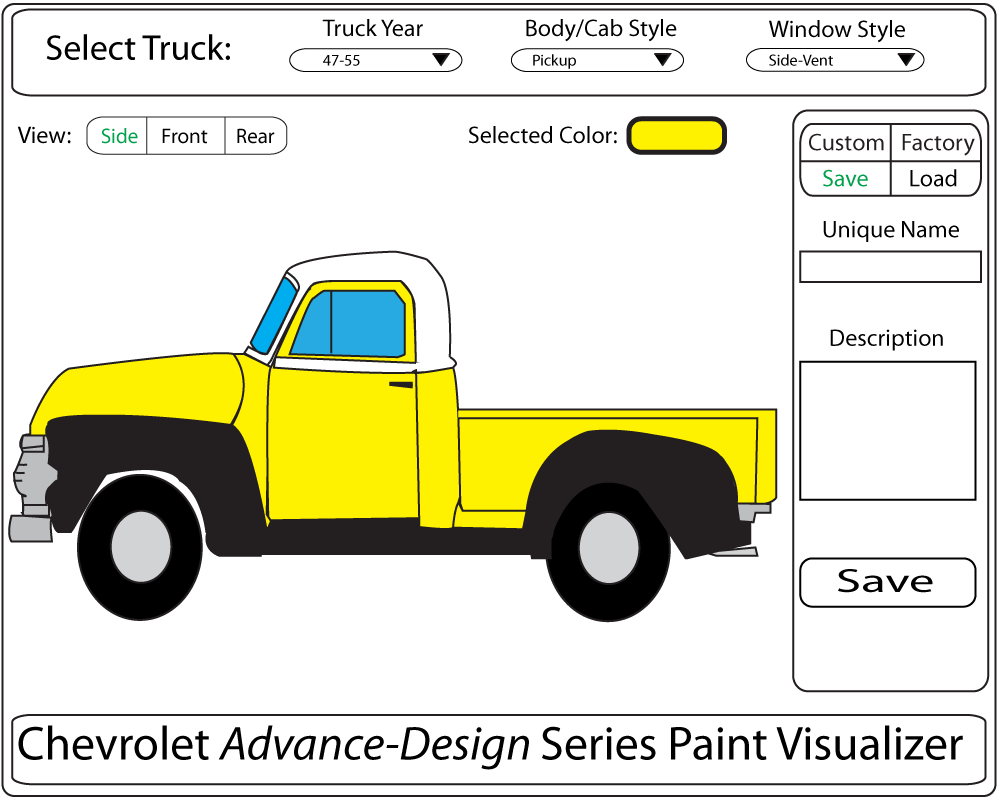 Select Truck:
Truck Year
47-55
Body/Cab Style
Pickup
Window Style
Side-Vent
View:
Side
Front
Rear
Selected Color:
Custom
Factory
Save
Load
Unique Name
Description
Save
Chevrolet Advance-Design Series Paint Visualizer